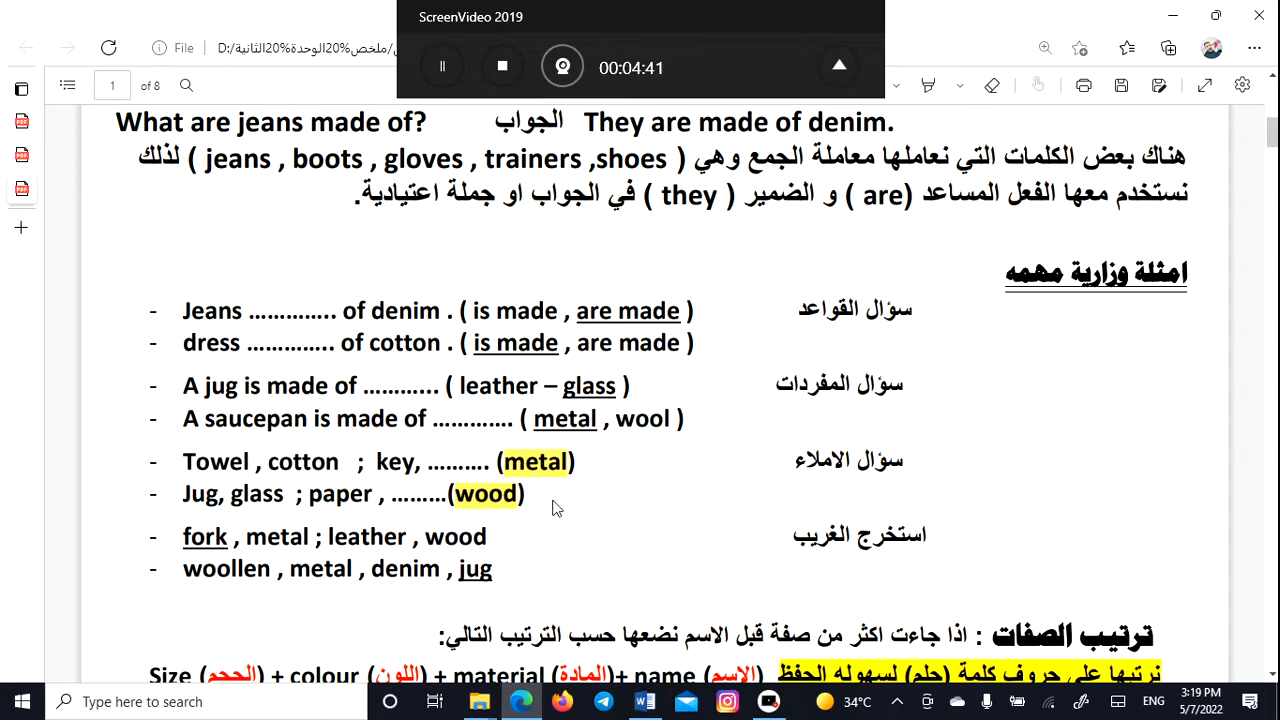 ScreenVideo 2019
00:04:41
File
D:/ملخص%20الوحدة%20الثانية/
1 of 8
What are jeans made of? الجواب They are made of denim.
هناك بعض الكلمات التي نعاملها معاملة الجمع وهي ( jeans , boots , gloves , trainers ,shoes ) لذلك
نستخدم معها الفعل المساعد (are ) و الضمير ( they ) في الجواب او جملة اعتيادية.
امثلة وزارية مهمه
- Jeans ………….. of denim . ( is made , are made ) سؤال القواعد
- dress ………….. of cotton . ( is made , are made )
- A jug is made of ………... ( leather – glass ) سؤال المفردات
- A saucepan is made of …………. ( metal , wool )
- Towel , cotton ; key, ………. (metal) سؤال الاملاء
- Jug, glass ; paper , ………(wood)
- fork , metal ; leather , wood استخرج الغريب
- woollen , metal , denim , jug
ترتيب الصفات : اذا جاءت اكثر من صفة قبل الاسم نضعها حسب الترتيب التالي:
Size (الحجم) + colour (اللون) + material (المادة)+ name (الاسم) نرتبها على حروف كلمة (حلم) لسهوله الحفظ
Type here to search
34°C
ENG
3:19 PM
5/7/2022